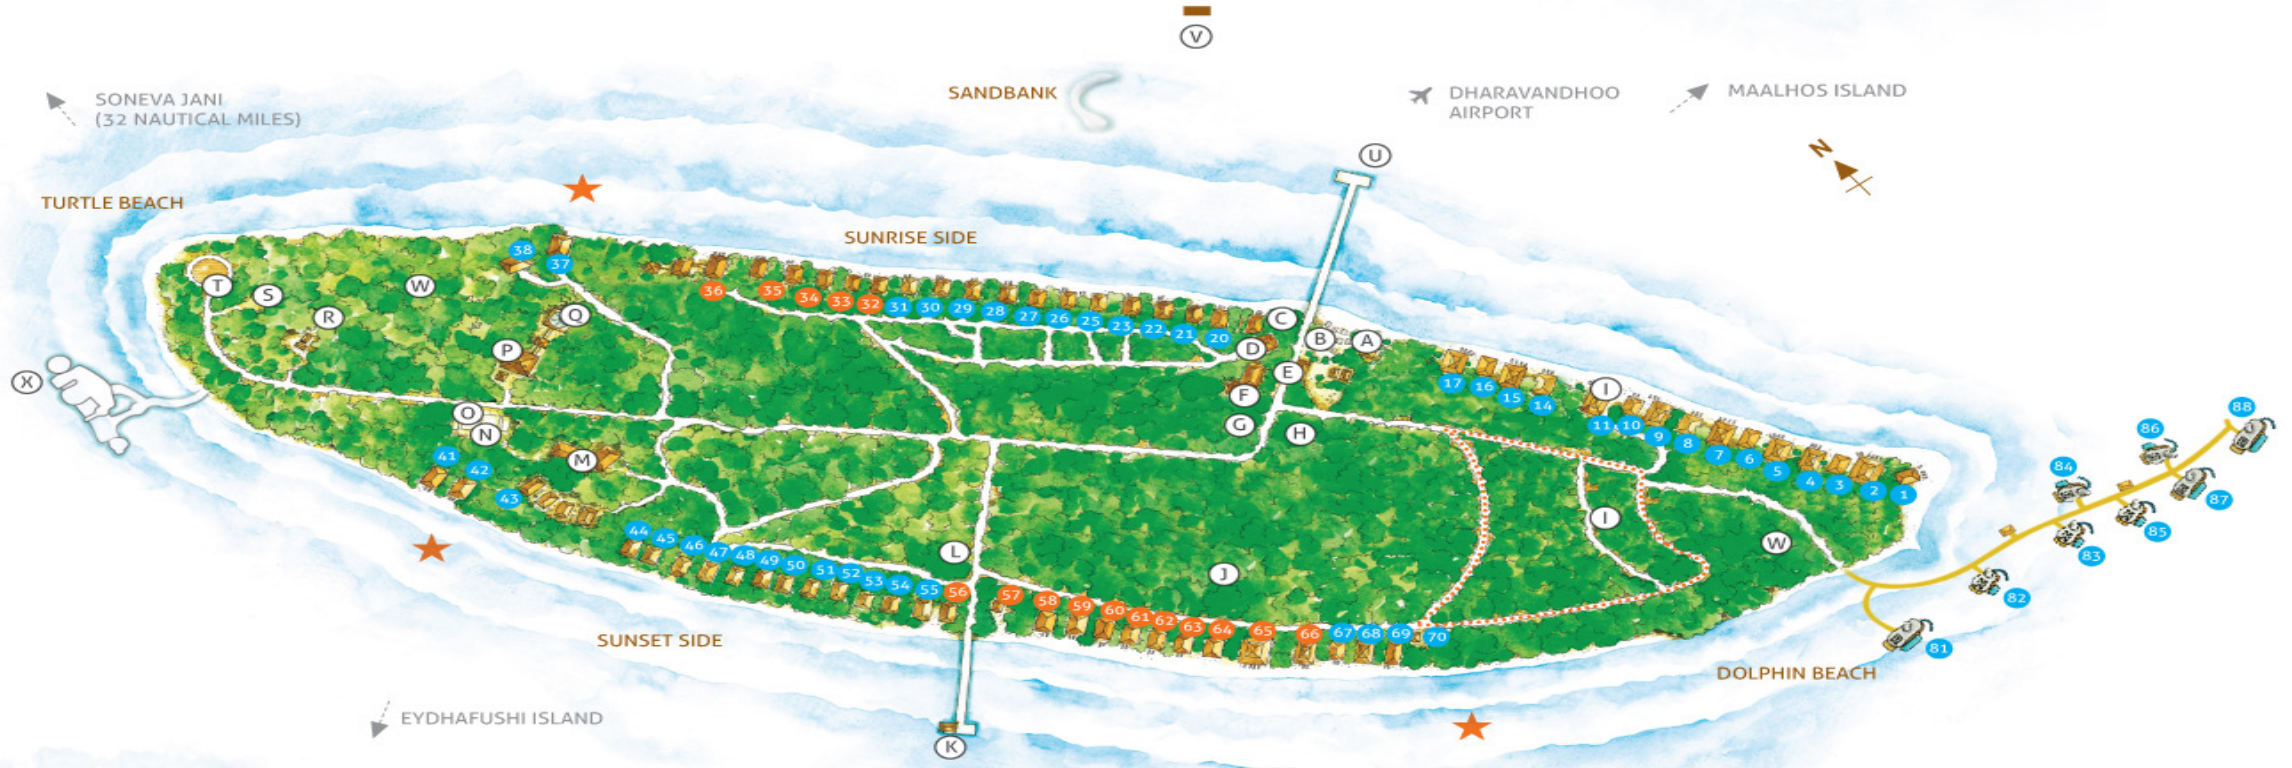 V
SANDBANK
SONEVA JANI
(32 NAUTICAL MILES)
DHARAVANDHOO
AIRPORT
MAALHOS ISLAND
N
U
TURTLE BEACH
SUNRISE SIDE
38
37
T
S
W
R
Q
P
36
35
34
33
32
31
30
29
28
27
26
25
23
22
21
20
C
D
B
A
E
F
G
H
17
16
15
14
I
11
10
9
8
7
6
5
4
3
2
1
X
O
N
M
41
42
43
44
45
46
47
48
49
50
51
52
53
54
55
56
L
J
I
W
57
58
59
60
61
62
63
64
65
66
67
68
69
70
88
86
84
87
85
83
82
81
SUNSET SIDE
DOLPHIN BEACH
EYDHAFUSHI ISLAND
K